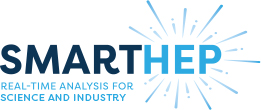 SMARTHEP
REAL-TIME ANALYSIS FOR
SCIENCE AND INDUSTRY